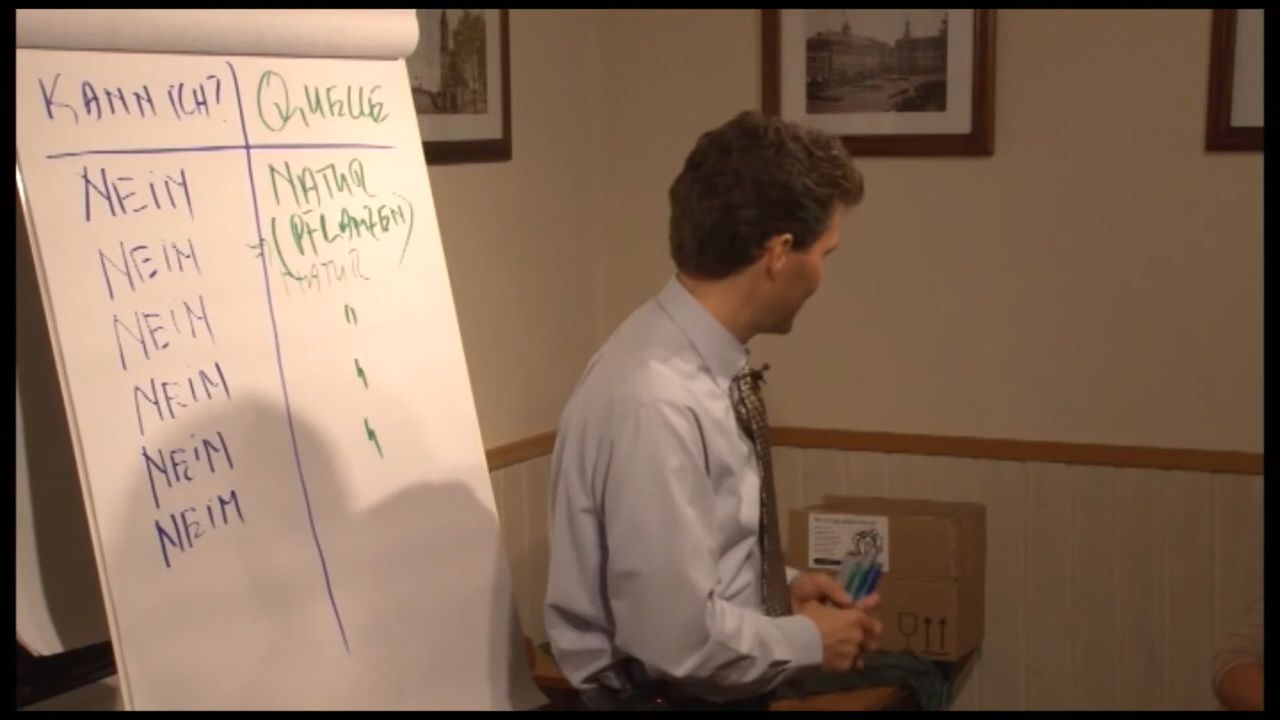 KANN ICH? QUELLE
NEIN NATUR
(PFLANZEN)
NEIN NATUR
NEIN "
NEIN "
NEIN "
NEIN